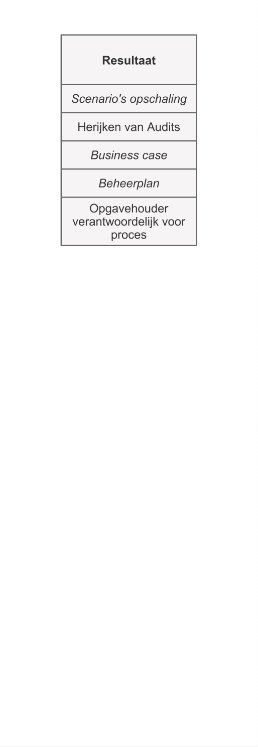 Resultaat
Scenario's opschaling
Herijken van Audits
Business case
Beheerplan
Opgavehouder
verantwoordelijk voor
proces